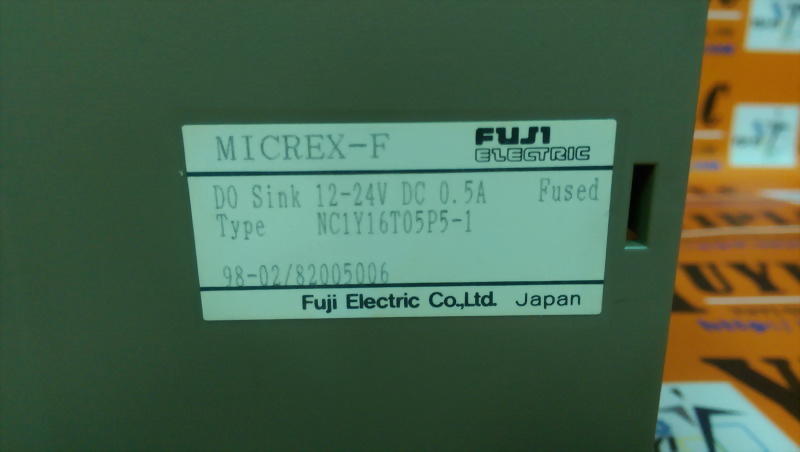 MICREX-F
FUJI
ELECTRIC
DO Sink 12-24V DC 0.5A Fused
Type NC1Y16T05P5-1
98-02/82005006
Fuji Electric Co.,Ltd. Japan